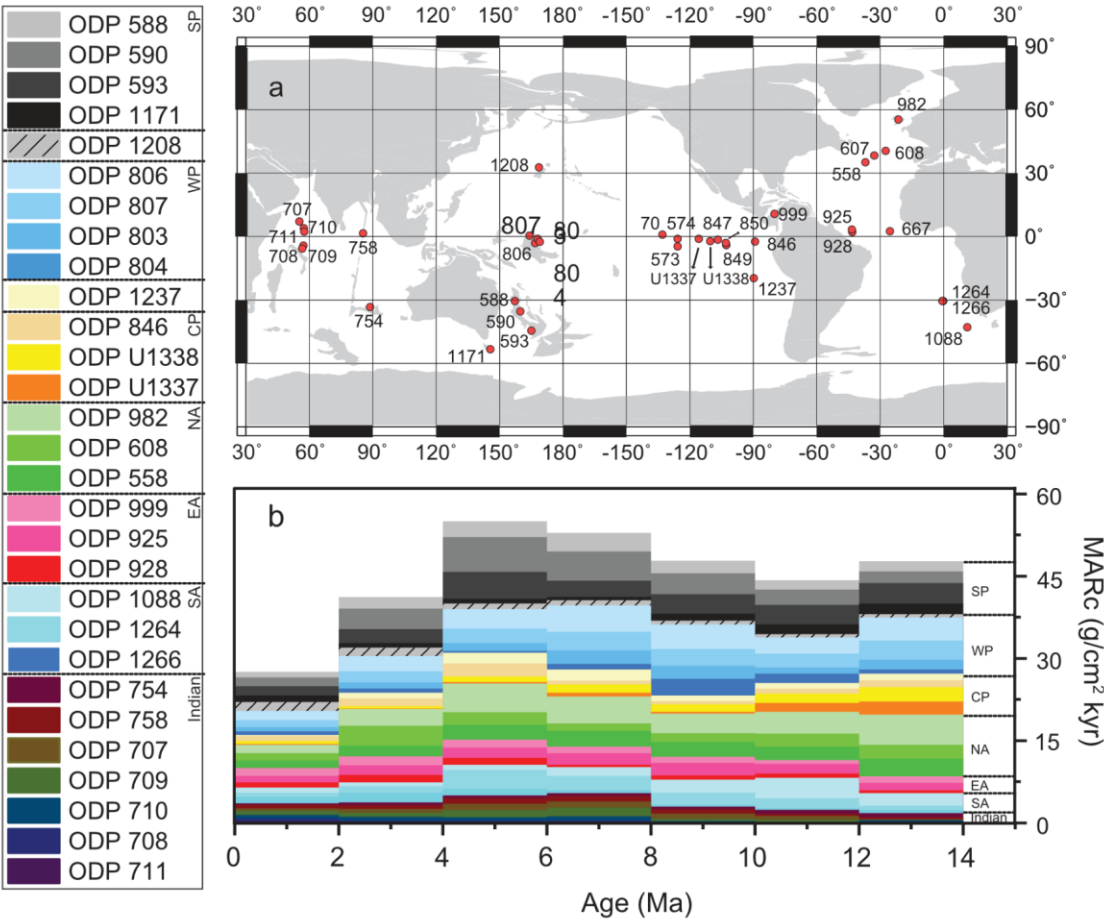 ODP 588
SP
ODP 590
ODP 593
ODP 1171
ODP 1208
ODP 806
WP
ODP 807
ODP 803
ODP 804
ODP 1237
ODP 846
CP
ODP U1338
ODP U1337
ODP 982
NA
ODP 608
ODP 558
ODP 999
EA
ODP 925
ODP 928
ODP 1088
SA
ODP 1264
ODP 1266
ODP 754
Indian
ODP 758
ODP 707
ODP 709
ODP 710
ODP 708
ODP 711
30° 60° 90° 120° 150° 180° -150° -120° -90° -60° -30° 0° 30°
a
90°
60°
30°
0°
−30°
−60°
−90°
982
607 608
558
1208
707
710
711
708 709
758
754
807
80
3
806
80
4
588
590
593
1171
70 574 847 850
573 849
U1337 U1338
846
1237
999
925
928
667
1264
1266
1088
30° 60° 90° 120° 150° 180° -150° -120° -90° -60° -30° 0° 30°
b
60
45
30
15
0
MARc (g/cm² kyr)
SP
WP
CP
NA
EA
SA
Indian
0 2 4 6 8 10 12 14
Age (Ma)